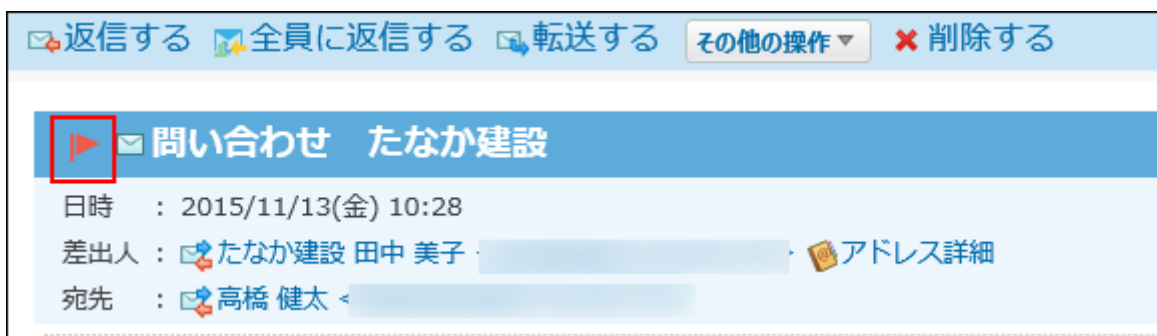 返信する 全員に返信する 転送する その他の操作 削除する
問い合わせ　たなか建設
日時 : 2015/11/13(金) 10:28
差出人 : たなか建設 田中 美子 アドレス詳細
宛先 : 高橋 健太 <